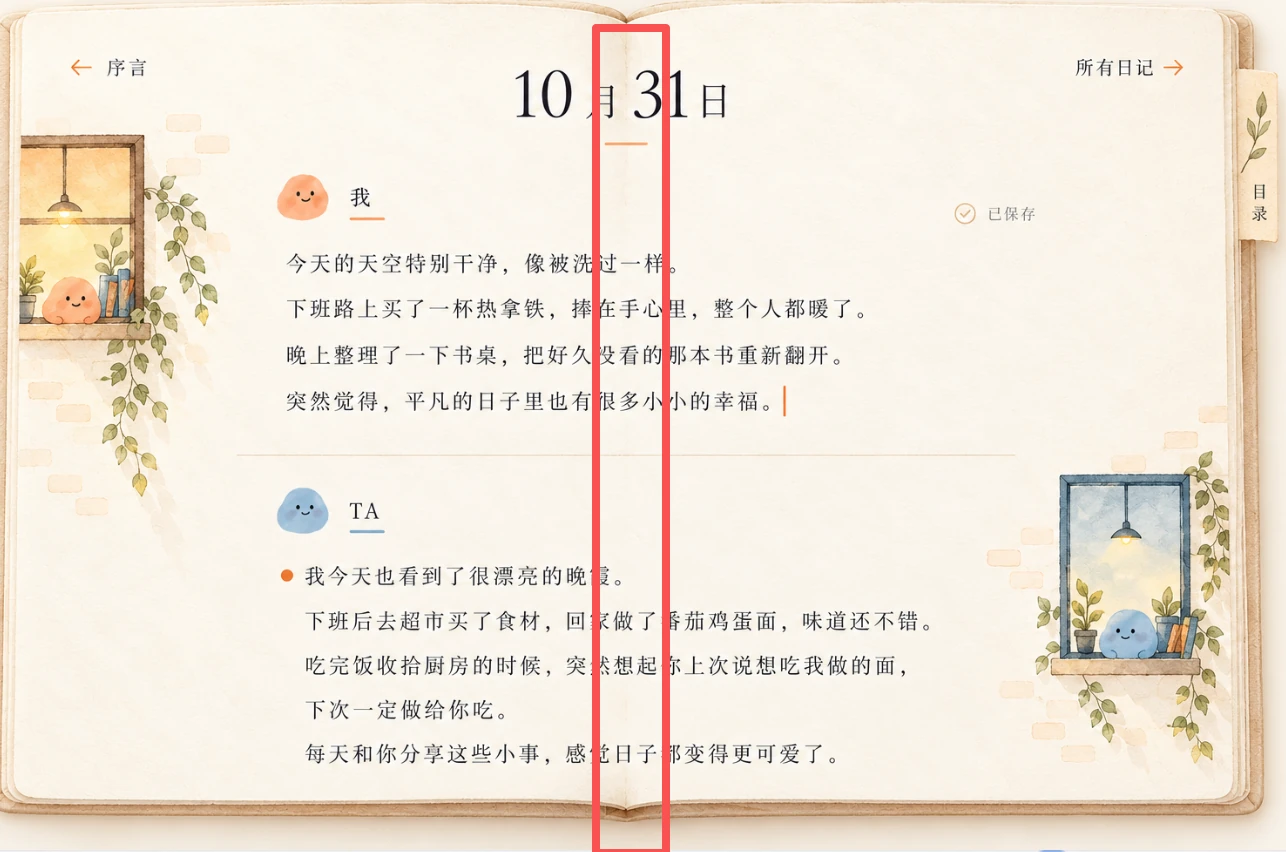 序言
所有日记
10月31日
目录
我
已保存
今天的天空特别干净，像被洗过一样。
下班路上买了一杯热拿铁，捧在手心里，整个人都暖了。
晚上整理了一下书桌，把好久没看的那本书重新翻开。
突然觉得，平凡的日子里也有很多小小的幸福。
TA
我今天也看到了很漂亮的晚霞。
下班后去超市买了食材，回家做了番茄鸡蛋面，味道还不错。
吃完饭收拾厨房的时候，突然想起你上次说想吃我做的面，
下次一定做给你吃。
每天和你分享这些小事，感觉日子都变得更可爱了。